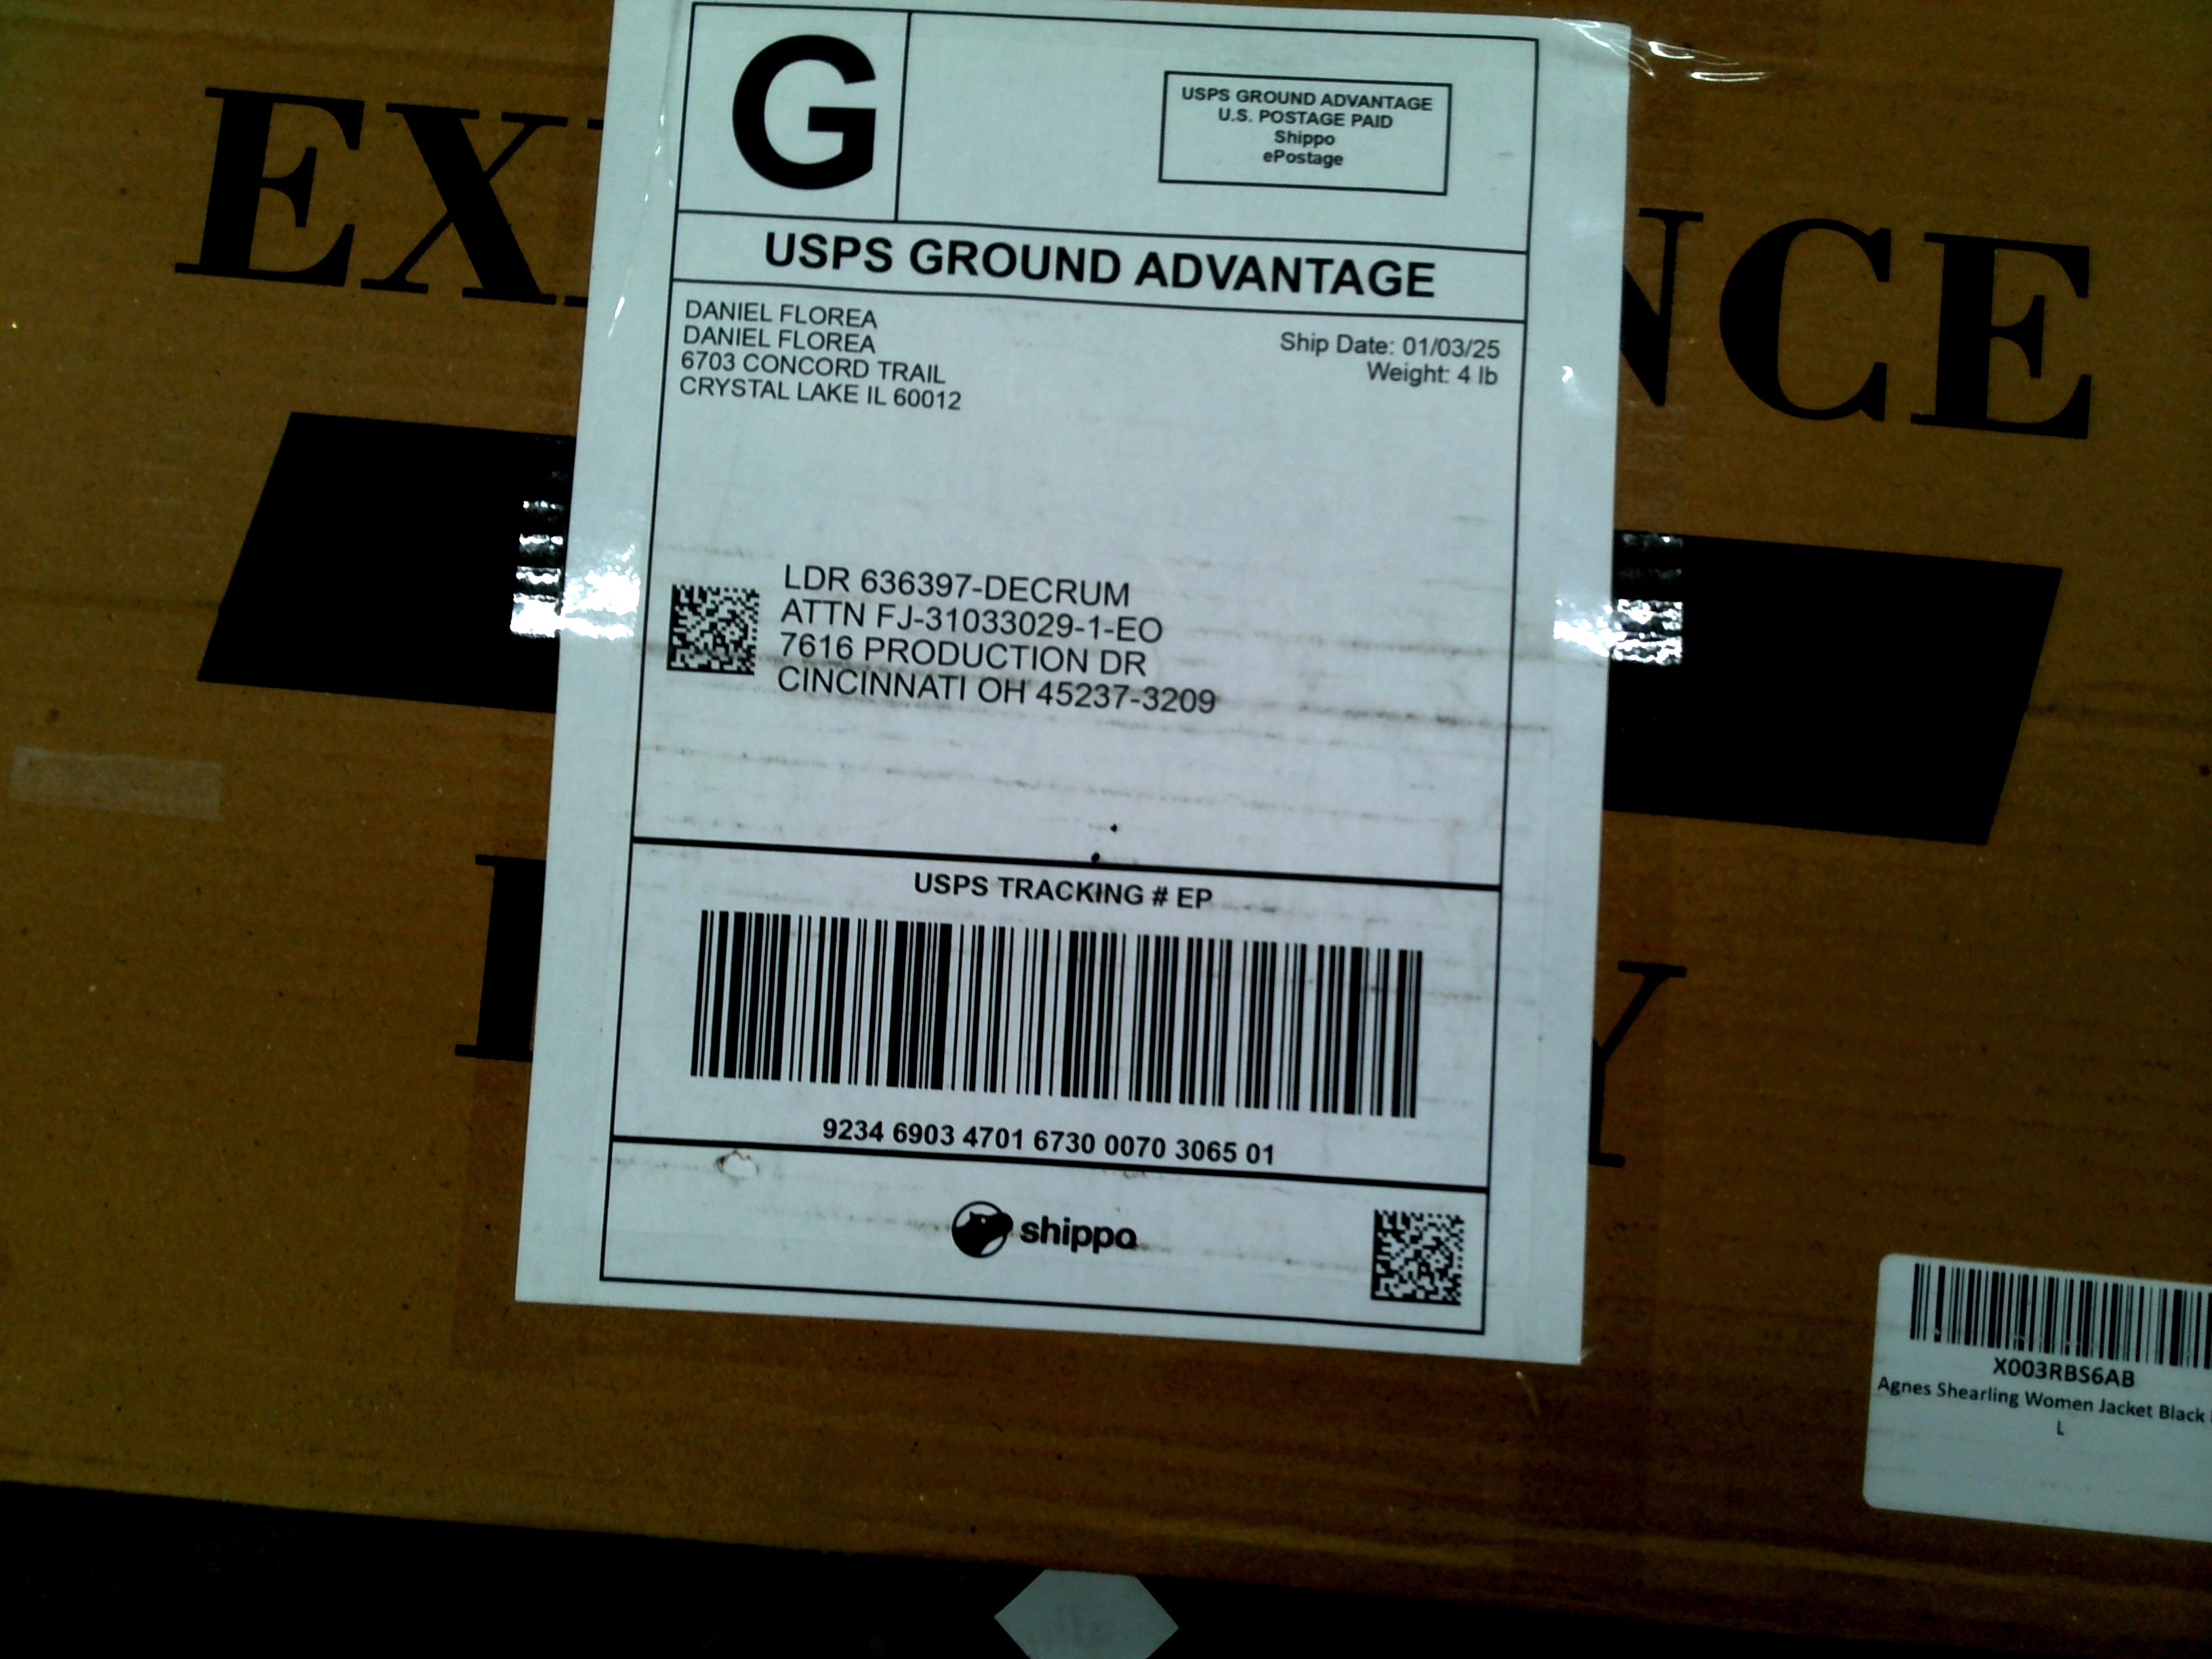 G
USPS GROUND ADVANTAGE
U.S. POSTAGE PAID
Shippo
ePostage
USPS GROUND ADVANTAGE
DANIEL FLOREA
DANIEL FLOREA
6703 CONCORD TRAIL
CRYSTAL LAKE IL 60012
Ship Date: 01/03/25
Weight: 4 lb
LDR 636397-DECRUM
ATTN FJ-31033029-1-EO
7616 PRODUCTION DR
CINCINNATI OH 45237-3209
USPS TRACKING # EP
9234 6903 4701 6730 0070 3065 01
shippo
X003RBS6AB
Agnes Shearling Women Jacket Black
L